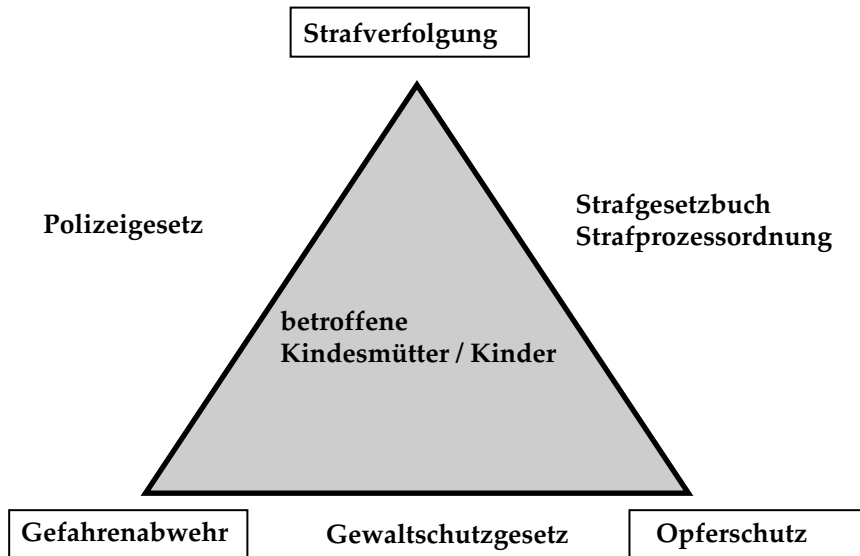 Strafverfolgung
Polizeigesetz
Strafgesetzbuch
Strafprozessordnung
betroffene
Kindesmütter / Kinder
Gefahrenabwehr
Gewaltschutzgesetz
Opferschutz